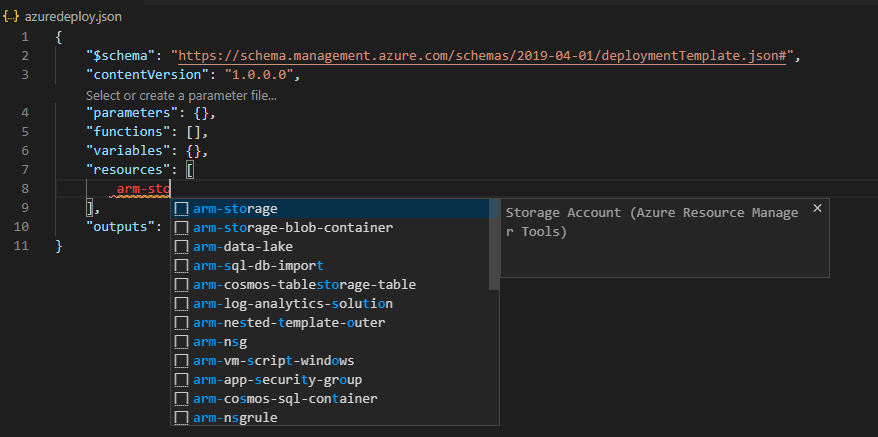 {..} azuredeploy.json
1 {
2 "$schema": "https://schema.management.azure.com/schemas/2019-04-01/deploymentTemplate.json#",
3 "contentVersion": "1.0.0.0",
Select or create a parameter file...
4 "parameters": {},
5 "functions": [],
6 "variables": {},
7 "resources": [
8 arm-sto
9 ],
10 "outputs":
11 }
arm-storage
arm-storage-blob-container
arm-data-lake
arm-sql-db-import
arm-cosmos-tablestorage-table
arm-log-analytics-solution
arm-nested-template-outer
arm-nsg
arm-vm-script-windows
arm-app-security-group
arm-cosmos-sql-container
arm-nsgrule
Storage Account (Azure Resource Manage
r Tools)